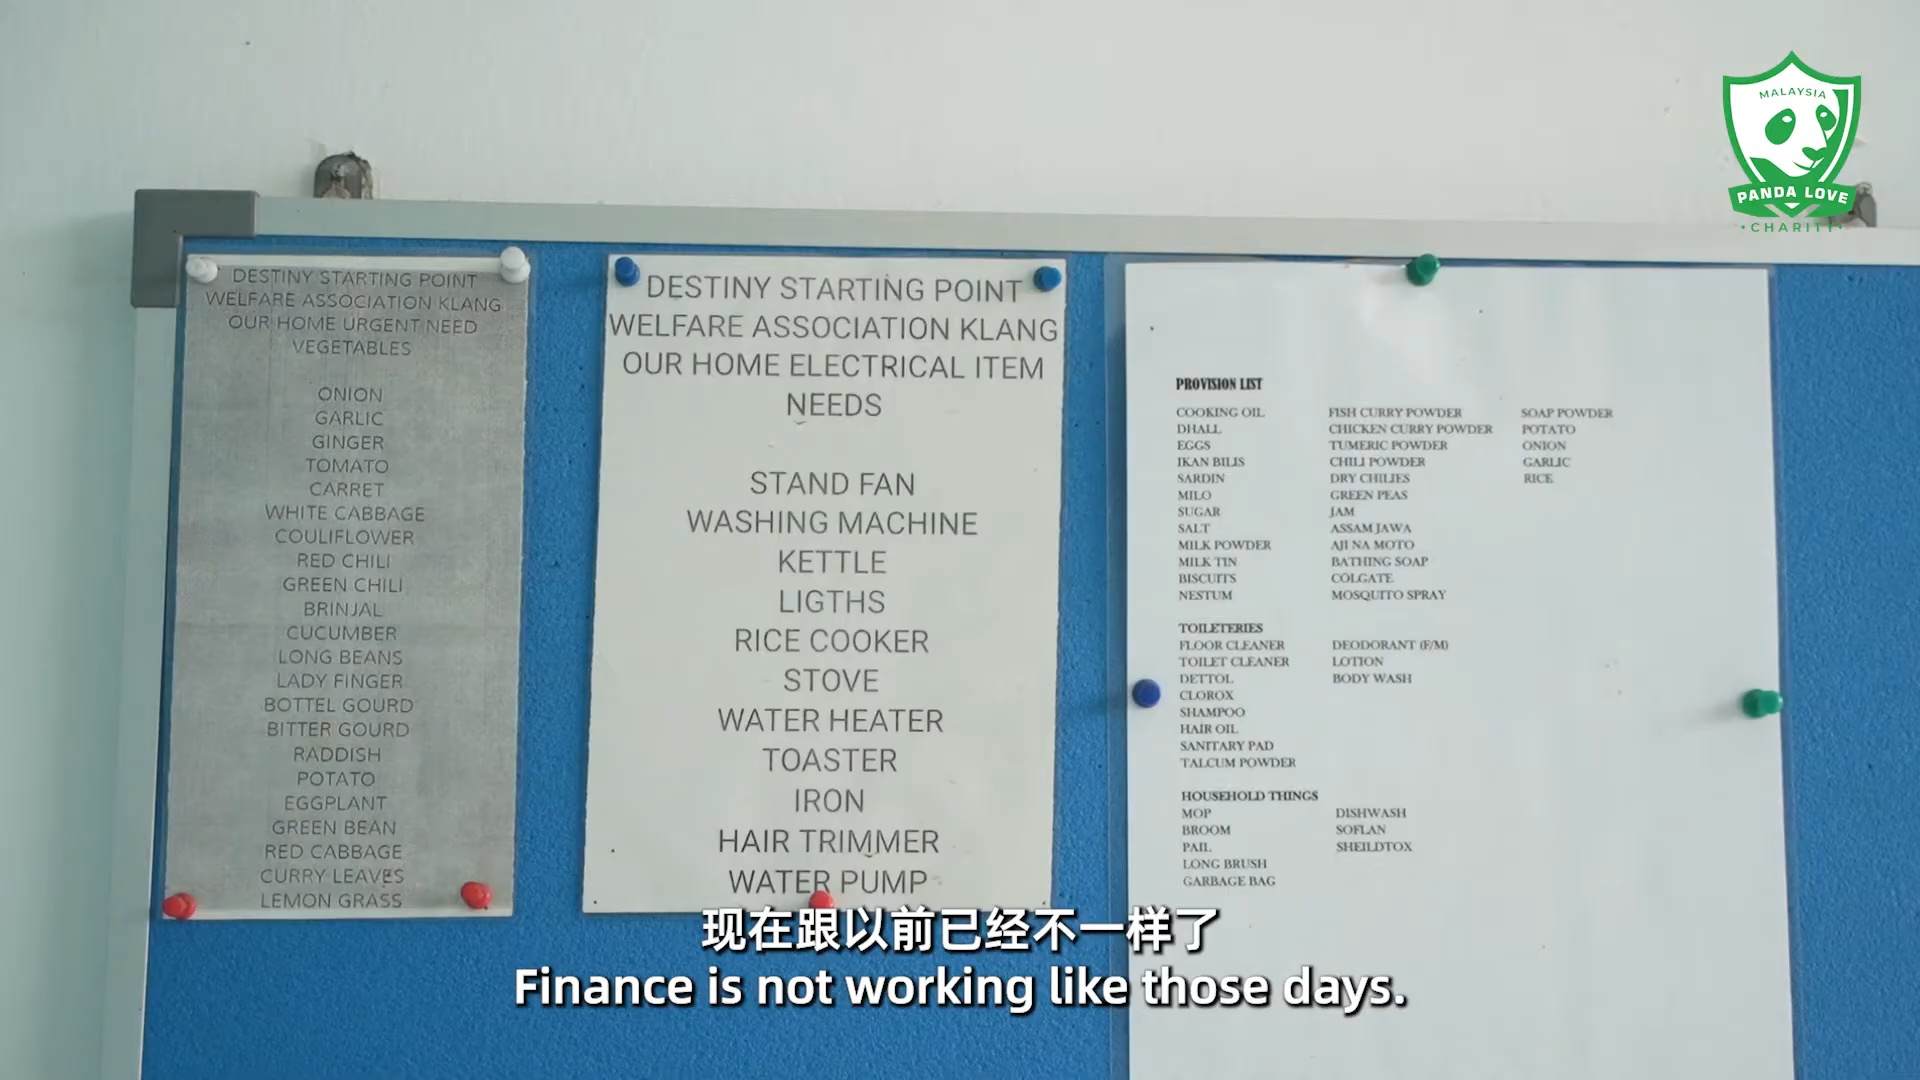 MALAYSIA
PANDA LOVE
CHARITY
DESTINY STARTING POINT
WELFARE ASSOCIATION KLANG
OUR HOME URGENT NEED
VEGETABLES
ONION
GARLIC
GINGER
TOMATO
CARRET
WHITE CABBAGE
COULIFLOWER
RED CHILI
GREEN CHILI
BRINJAL
CUCUMBER
LONG BEANS
LADY FINGER
BOTTEL GOURD
BITTER GOURD
RADDISH
POTATO
EGGPLANT
GREEN BEAN
RED CABBAGE
CURRY LEAVES
LEMON GRASS
DESTINY STARTING POINT
WELFARE ASSOCIATION KLANG
OUR HOME ELECTRICAL ITEM
NEEDS
STAND FAN
WASHING MACHINE
KETTLE
LIGTHS
RICE COOKER
STOVE
WATER HEATER
TOASTER
IRON
HAIR TRIMMER
WATER PUMP
PROVISION LIST
COOKING OIL FISH CURRY POWDER SOAP POWDER
DHALL CHICKEN CURRY POWDER POTATO
EGGS TUMERIC POWDER ONION
IKAN BILIS CHILI POWDER GARLIC
SARDIN DRY CHILIES RICE
MILO GREEN PEAS
SUGAR JAM
SALT ASSAM JAWA
MILK POWDER AJI NA MOTO
MILK TIN BATHING SOAP
BISCUITS COLGATE
NESTUM MOSQUITO SPRAY
TOILETERIES
FLOOR CLEANER DEODORANT (F/M)
TOILET CLEANER LOTION
DETTOL BODY WASH
CLOROX
SHAMPOO
HAIR OIL
SANITARY PAD
TALCUM POWDER
HOUSEHOLD THINGS
MOP DISHWASH
BROOM SOFLAN
PAIL SHEILDTOX
LONG BRUSH
GARBAGE BAG
现在跟以前已经不一样了
Finance is not working like those days.